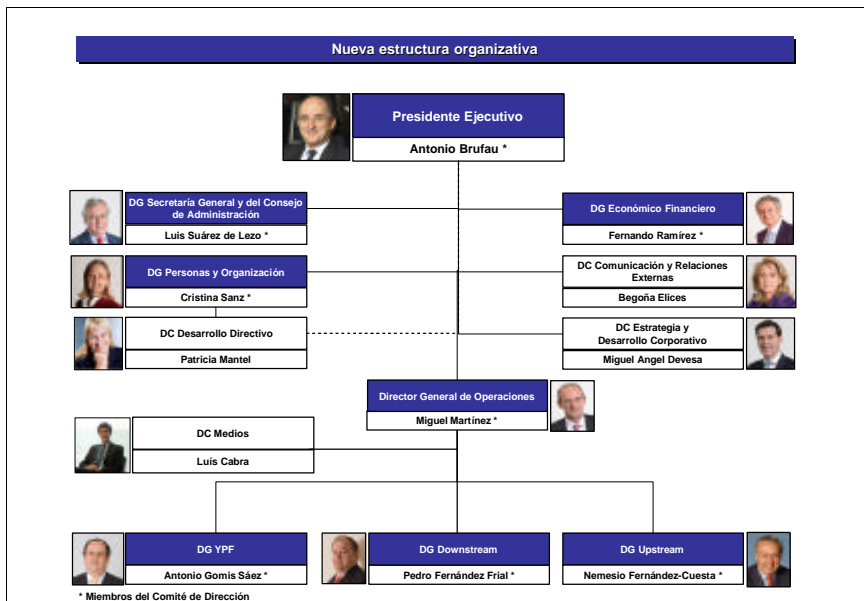 Nueva estructura organizativa
Presidente Ejecutivo
Antonio Brufau *
DG Secretaría General y del Consejo
de Administración
Luis Suárez de Lezo *
DG Económico Financiero
Fernando Ramírez *
DG Personas y Organización
Cristina Sanz *
DC Comunicación y Relaciones
Externas
Begoña Elices
DC Desarrollo Directivo
Patricia Mantel
DC Estrategia y
Desarrollo Corporativo
Miguel Angel Devesa
Director General de Operaciones
Miguel Martínez *
DC Medios
Luís Cabra
DG YPF
Antonio Gomis Sáez *
DG Downstream
Pedro Fernández Frial *
DG Upstream
Nemesio Fernández-Cuesta *
* Miembros del Comité de Dirección